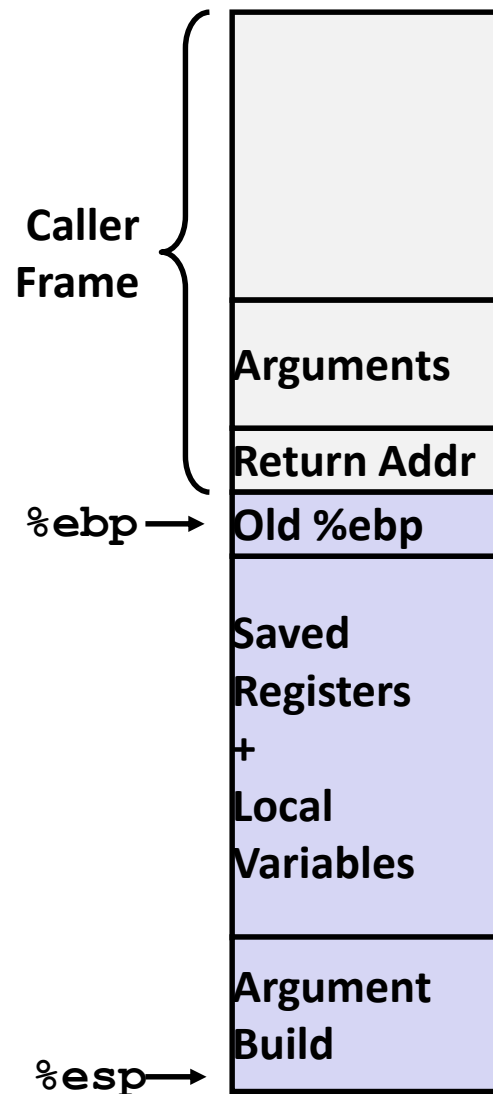 Caller
Frame
Arguments
Return Addr
%ebp
Old %ebp
Saved
Registers
+
Local
Variables
Argument
Build
%esp